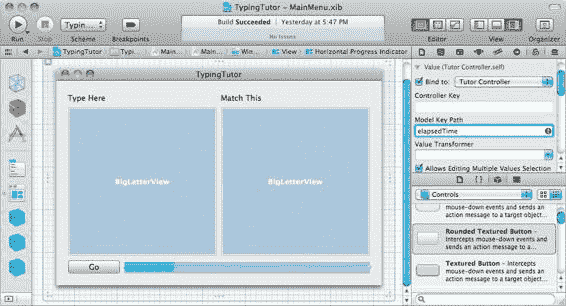 TypingTutor – MainMenu.xib
Build Succeeded | Yesterday at 5:47 PM
No Issues
Run
Stop
Typin...
Scheme
Breakpoints
Editor
View
Organizer
TypingTutor
Typi...
Mai...
Mai...
Win...
View
Horizontal Progress Indicator
TypingTutor
Type Here
Match This
BigLetterView
BigLetterView
Go
Value (Tutor Controller.self)
Bind to:
Tutor Controller
Controller Key
Model Key Path
elapsedTime
Value Transformer
Allows Editing Multiple Values Selection
Controls
mouse-down events and sends an
action message to a target object...
Rounded Textured Button –
Intercepts mouse-down events and
sends an action message to a...
Textured Button – Intercepts
mouse-down events and sends an
action message to a target object...